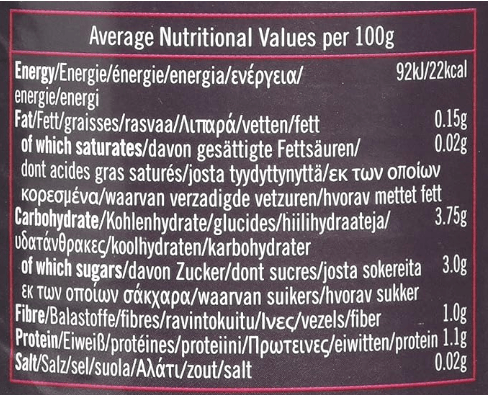 Average Nutritional Values per 100g
Energy/Energie/énergie/energia/ενέργεια/ 92kJ/22kcal
energie/energi
Fat/Fett/graisses/rasvaa/Λιπαρά/vetten/fett 0.15g
of which saturates/davon gesättigte Fettsäuren/ 0.02g
dont acides gras saturés/josta tyydyttynyttä/εκ των οποίων
κορεσμένα/waarvan verzadigde vetzuren/hvorav mettet fett
Carbohydrate/Kohlenhydrate/glucides/hiilihydraateja/ 3.75g
υδατάνθρακες/koolhydraten/karbohydrater
of which sugars/davon Zucker/dont sucres/josta sokereita 3.0g
εκ των οποίων σάκχαρα/waarvan suikers/hvorav sukker
Fibre/Balastoffe/fibres/ravintokuitu/Ινες/vezels/fiber 1.0g
Protein/Eiweiß/protéines/proteiini/Πρωτεινες/eiwitten/protein 1.1g
Salt/Salz/sel/suola/Αλάτι/zout/salt 0.02g